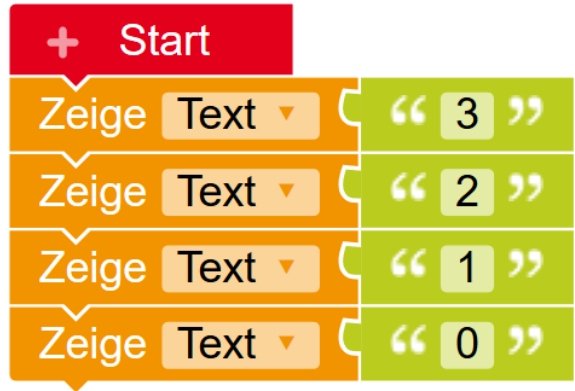 + Start
Zeige Text ▾ “ 3 ”
Zeige Text ▾ “ 2 ”
Zeige Text ▾ “ 1 ”
Zeige Text ▾ “ 0 ”